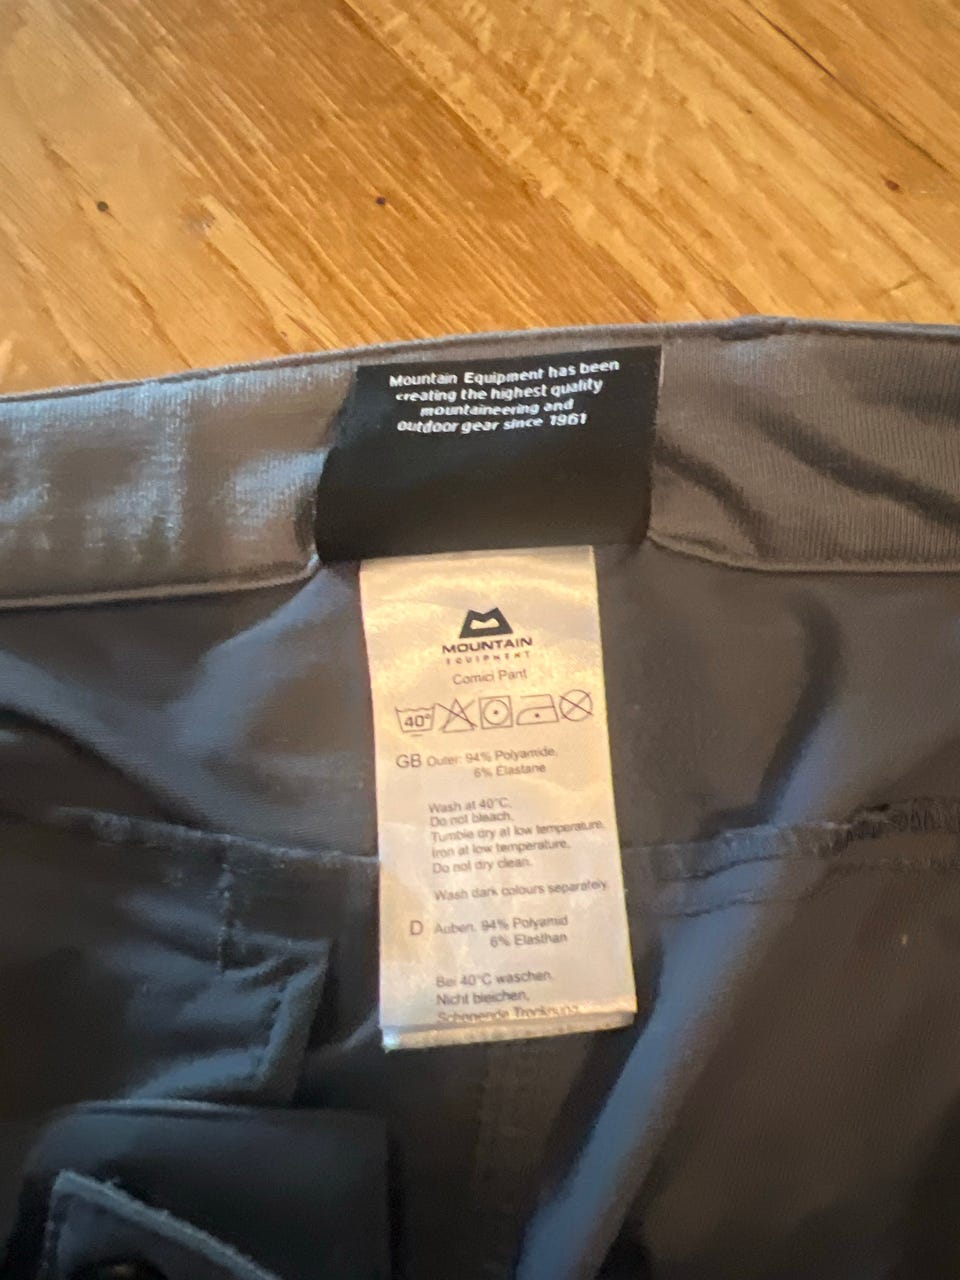 Mountain Equipment has been
creating the highest quality
mountaineering and
outdoor gear since 1961
MOUNTAIN
EQUIPMENT
Comici Pant
40°
GB Outer: 94% Polyamide,
6% Elastane
Wash at 40°C,
Do not bleach,
Tumble dry at low temperature,
Iron at low temperature,
Do not dry clean.
Wash dark colours separately
D Auben: 94% Polyamid
6% Elasthan
Bei 40°C waschen,
Nicht bleichen,
Schonende Trocknung,